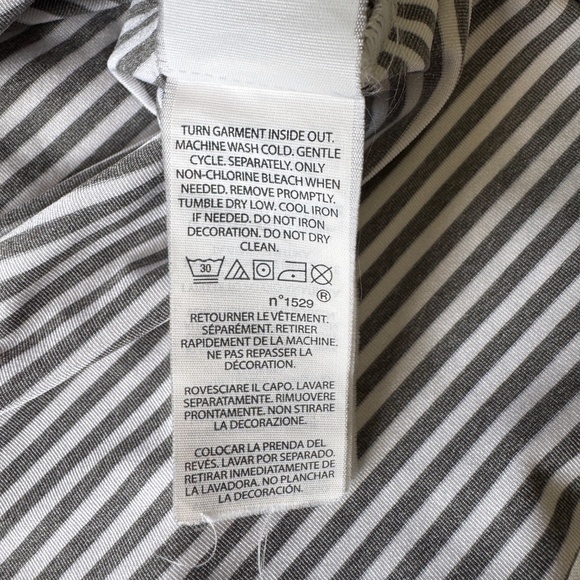 TURN GARMENT INSIDE OUT.
MACHINE WASH COLD. GENTLE
CYCLE. SEPARATELY. ONLY
NON-CHLORINE BLEACH WHEN
NEEDED. REMOVE PROMPTLY.
TUMBLE DRY LOW. COOL IRON
IF NEEDED. DO NOT IRON
DECORATION. DO NOT DRY
CLEAN.
30
n°1529 ®
RETOURNER LE VÊTEMENT.
SÉPARÉMENT. RETIRER
RAPIDEMENT DE LA MACHINE.
NE PAS REPASSER LA
DÉCORATION.
ROVESCIARE IL CAPO. LAVARE
SEPARATAMENTE. RIMUOVERE
PRONTAMENTE. NON STIRARE
LA DECORAZIONE.
COLOCAR LA PRENDA DEL
REVÉS. LAVAR POR SEPARADO.
RETIRAR INMEDIATAMENTE DE
LA LAVADORA. NO PLANCHAR
LA DECORACIÓN.